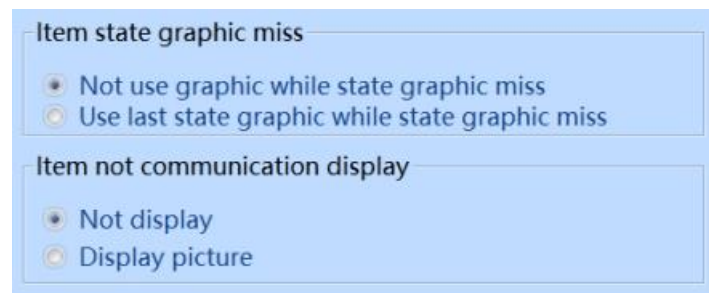 Item state graphic miss
Not use graphic while state graphic miss
Use last state graphic while state graphic miss
Item not communication display
Not display
Display picture